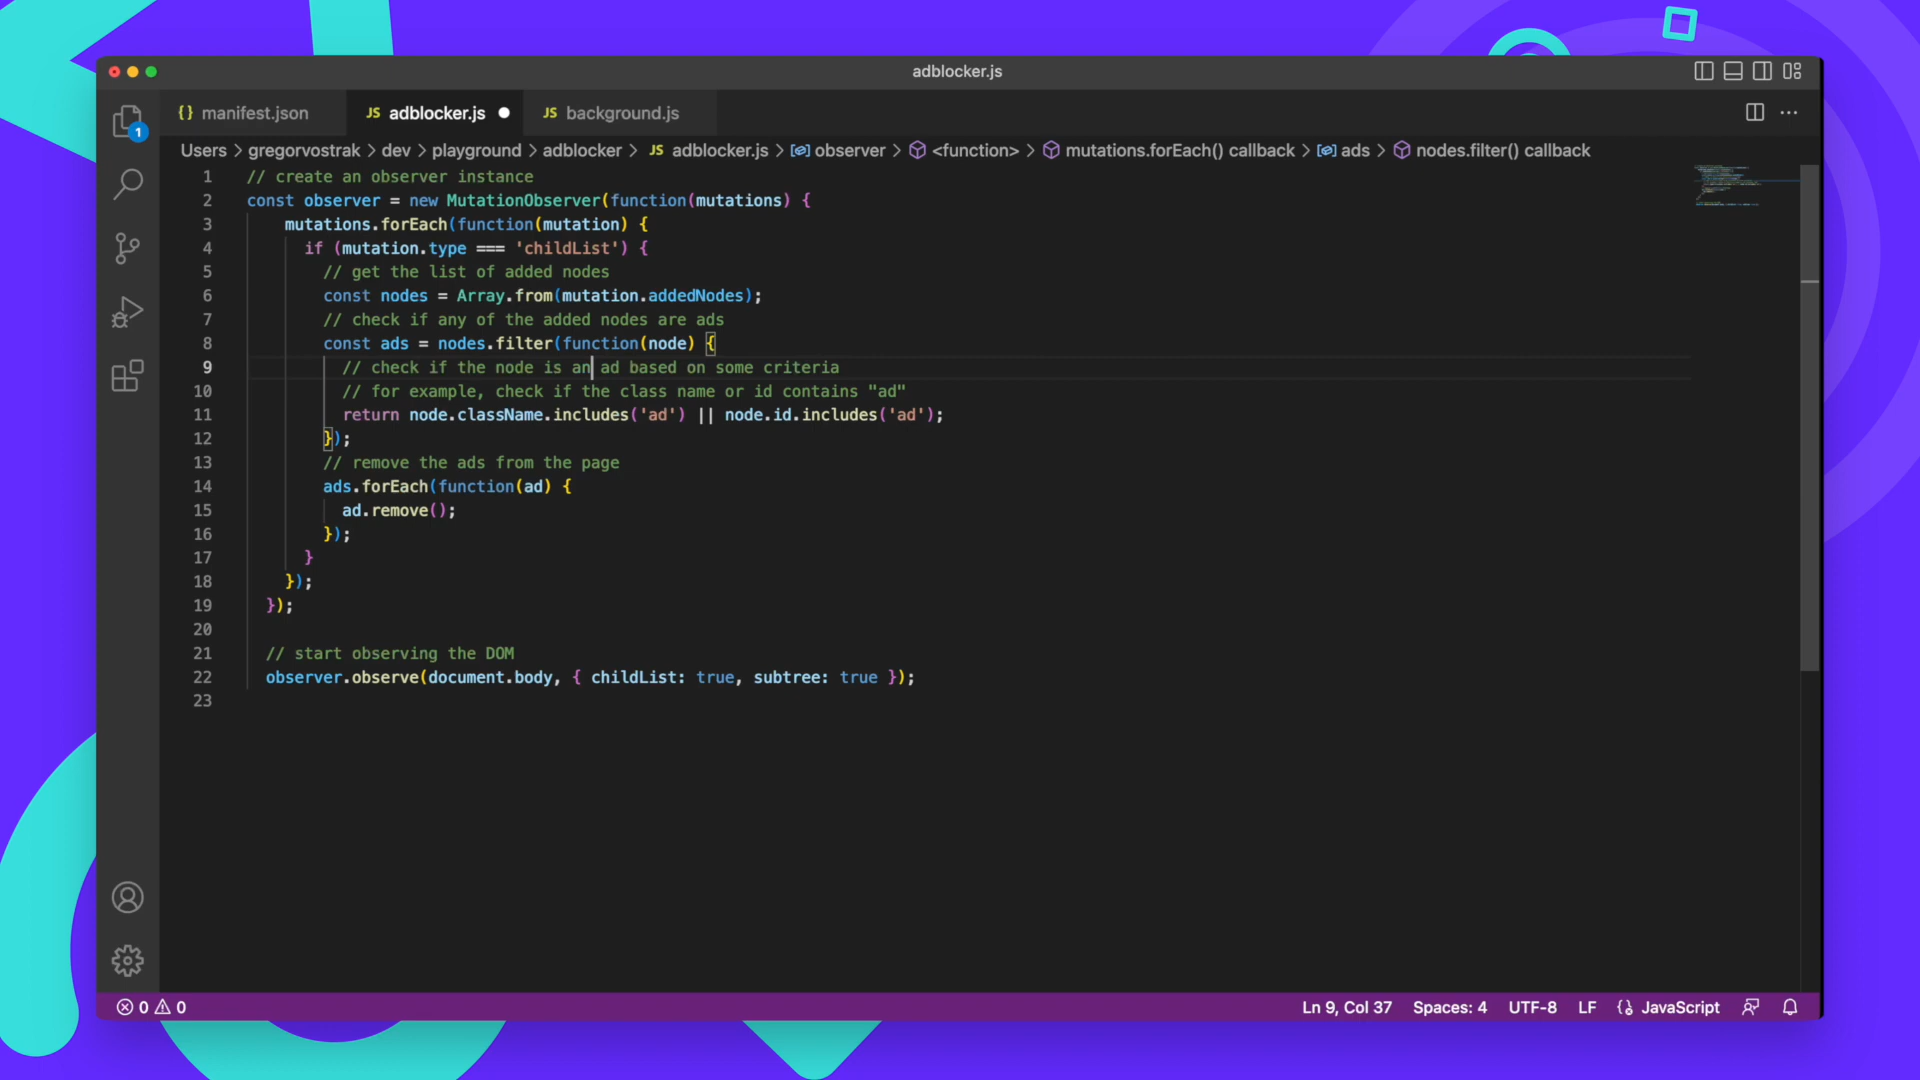 adblocker.js
{} manifest.json JS adblocker.js JS background.js
1
Users > gregorvostrak > dev > playground > adblocker > JS adblocker.js > observer > <function> > mutations.forEach() callback > ads > nodes.filter() callback
1 // create an observer instance
2 const observer = new MutationObserver(function(mutations) {
3 mutations.forEach(function(mutation) {
4 if (mutation.type === 'childList') {
5 // get the list of added nodes
6 const nodes = Array.from(mutation.addedNodes);
7 // check if any of the added nodes are ads
8 const ads = nodes.filter(function(node) {
9 // check if the node is an ad based on some criteria
10 // for example, check if the class name or id contains "ad"
11 return node.className.includes('ad') || node.id.includes('ad');
12 });
13 // remove the ads from the page
14 ads.forEach(function(ad) {
15 ad.remove();
16 });
17 }
18 });
19 });
20
21 // start observing the DOM
22 observer.observe(document.body, { childList: true, subtree: true });
23
0 0 Ln 9, Col 37 Spaces: 4 UTF-8 LF JavaScript